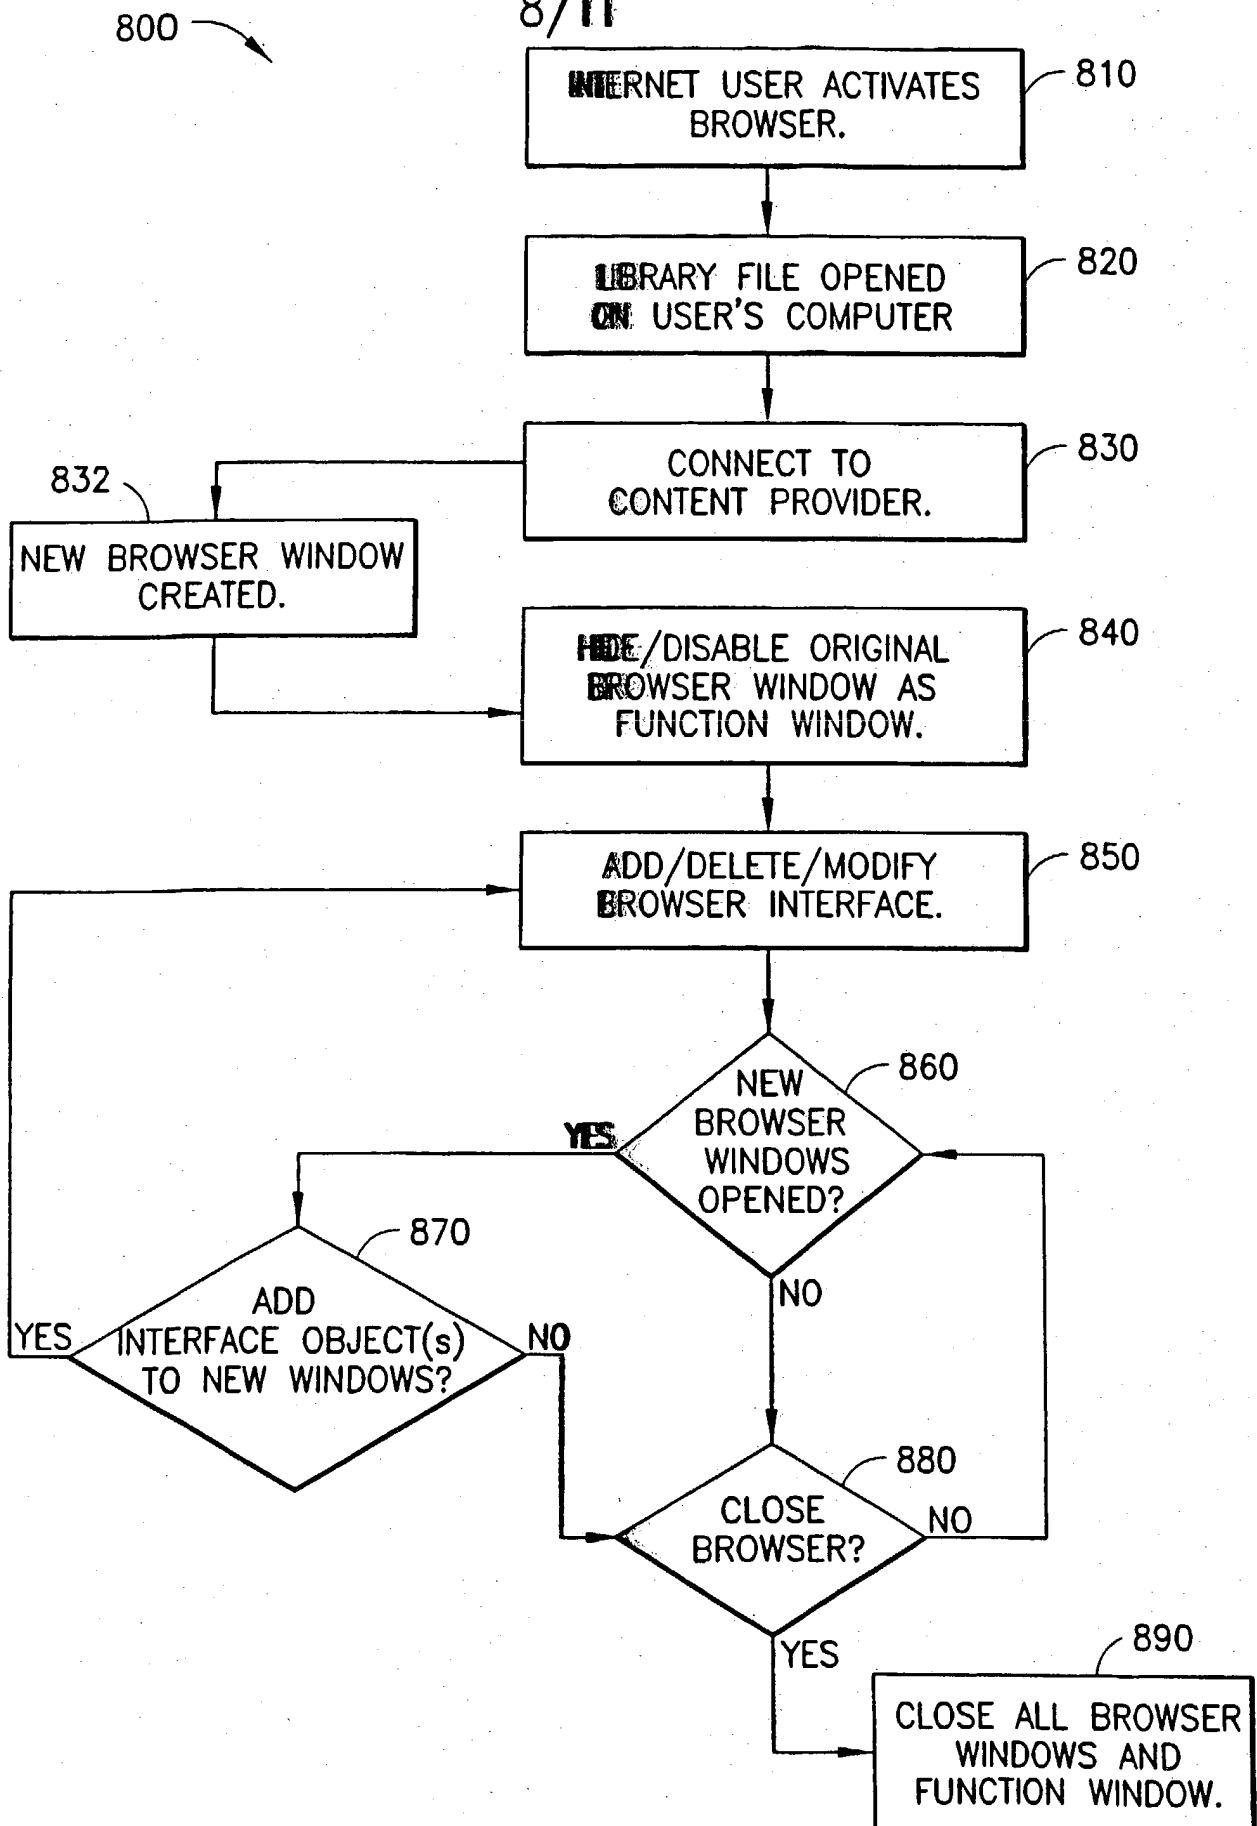 8/11
800
INTERNET USER ACTIVATES
BROWSER.
810
LIBRARY FILE OPENED
ON USER'S COMPUTER
820
CONNECT TO
CONTENT PROVIDER.
830
832
NEW BROWSER WINDOW
CREATED.
HIDE/DISABLE ORIGINAL
BROWSER WINDOW AS
FUNCTION WINDOW.
840
ADD/DELETE/MODIFY
BROWSER INTERFACE.
850
NEW
BROWSER
WINDOWS
OPENED?
860
YES
NO
870
ADD
INTERFACE OBJECT(s)
TO NEW WINDOWS?
YES
NO
880
CLOSE
BROWSER?
NO
YES
890
CLOSE ALL BROWSER
WINDOWS AND
FUNCTION WINDOW.